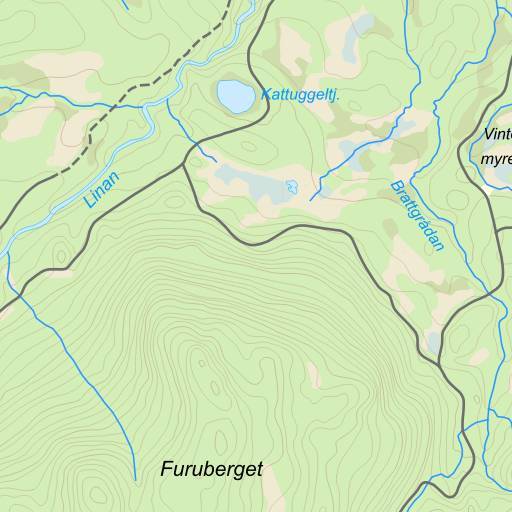 Kattuggeltj.
Vinte
myre
Linan
Brattgrådan
Furuberget